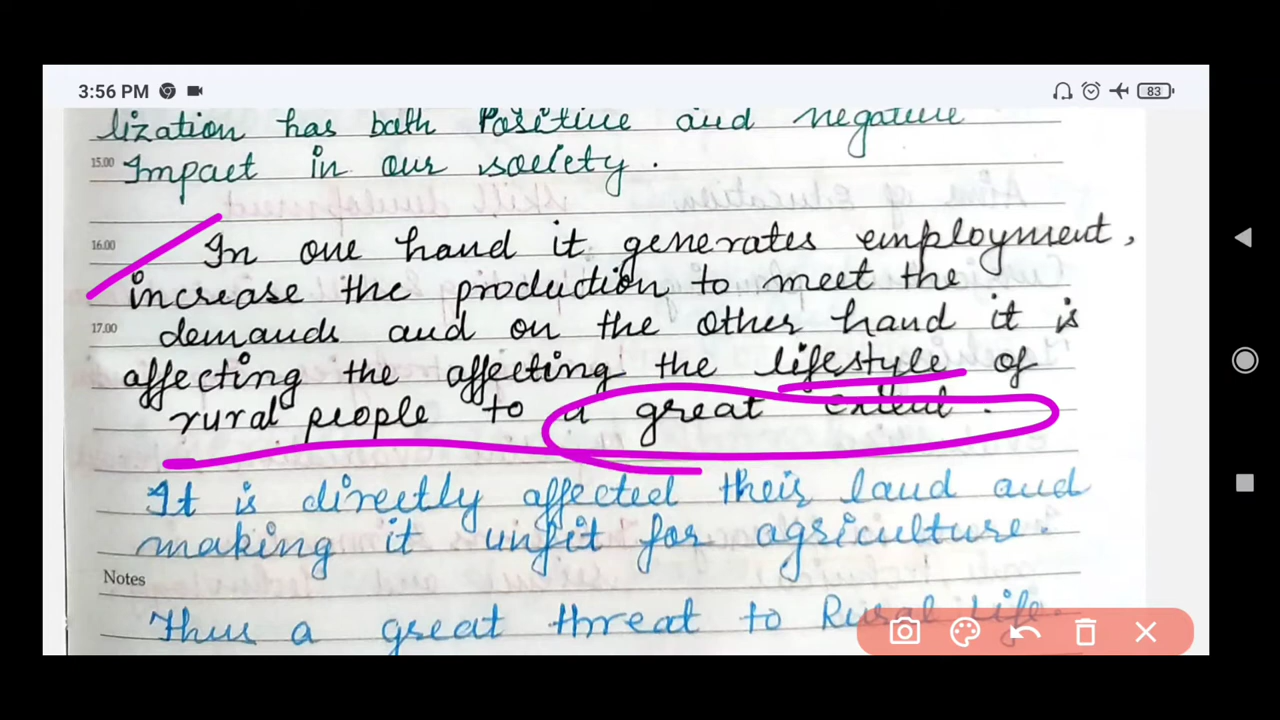 3:56 PM
83
lization has both Positive and negative
15.00 Impact in our society.
16.00 In one hand it generates employment,
increase the production to meet the
17.00 demands and on the other hand it is
affecting the affecting the lifestyle of
rural people to a great extent.
It is directly affected their land and
making it unfit for agriculture.
Notes
Thus a great threat to Rural Life.